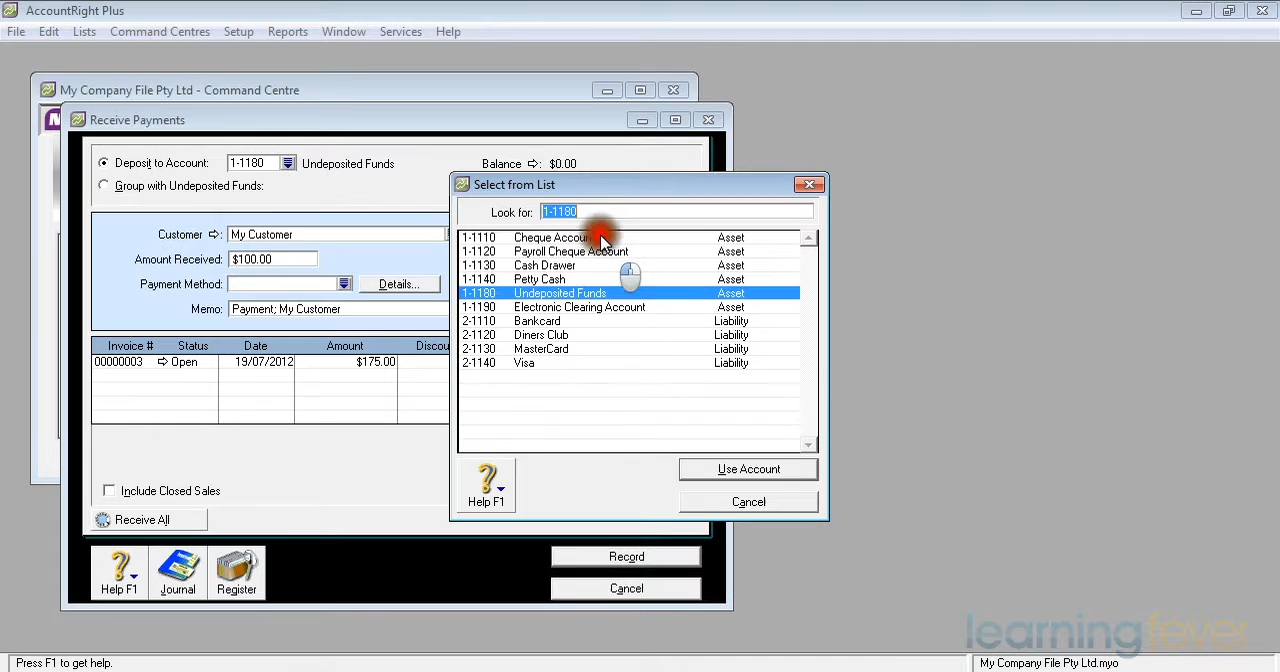 AccountRight Plus
File Edit Lists Command Centres Setup Reports Window Services Help
My Company File Pty Ltd - Command Centre
Receive Payments
Deposit to Account: 1-1180 Undeposited Funds Balance $0.00
Group with Undeposited Funds:
Customer My Customer
Amount Received: $100.00
Payment Method: Details...
Memo: Payment; My Customer
Invoice # Status Date Amount Discou
00000003 Open 19/07/2012 $175.00
Include Closed Sales
Receive All
Help F1 Journal Register
Record
Cancel
Select from List
Look for: 1-1180
1-1110 Cheque Account Asset
1-1120 Payroll Cheque Account Asset
1-1130 Cash Drawer Asset
1-1140 Petty Cash Asset
1-1180 Undeposited Funds Asset
1-1190 Electronic Clearing Account Asset
2-1110 Bankcard Liability
2-1120 Diners Club Liability
2-1130 MasterCard Liability
2-1140 Visa Liability
Help F1
Use Account
Cancel
learningfever
Press F1 to get help. My Company File Pty Ltd.myo